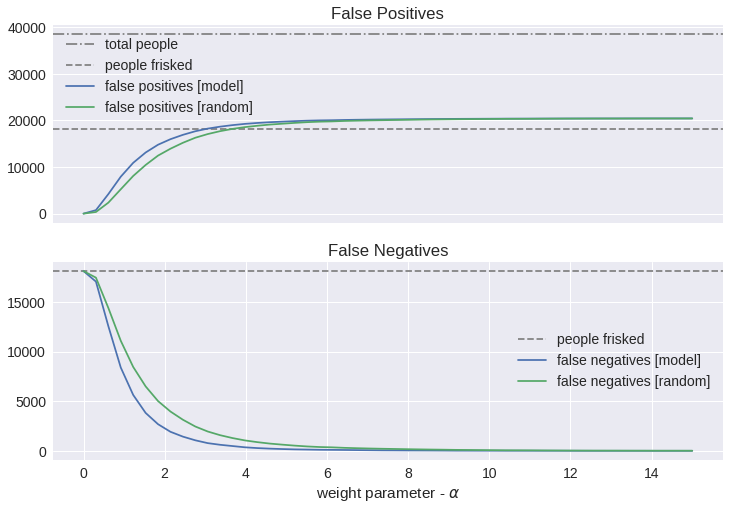 False Positives
40000
30000
20000
10000
0
total people
people frisked
false positives [model]
false positives [random]
False Negatives
15000
10000
5000
0
people frisked
false negatives [model]
false negatives [random]
0 2 4 6 8 10 12 14
weight parameter - α